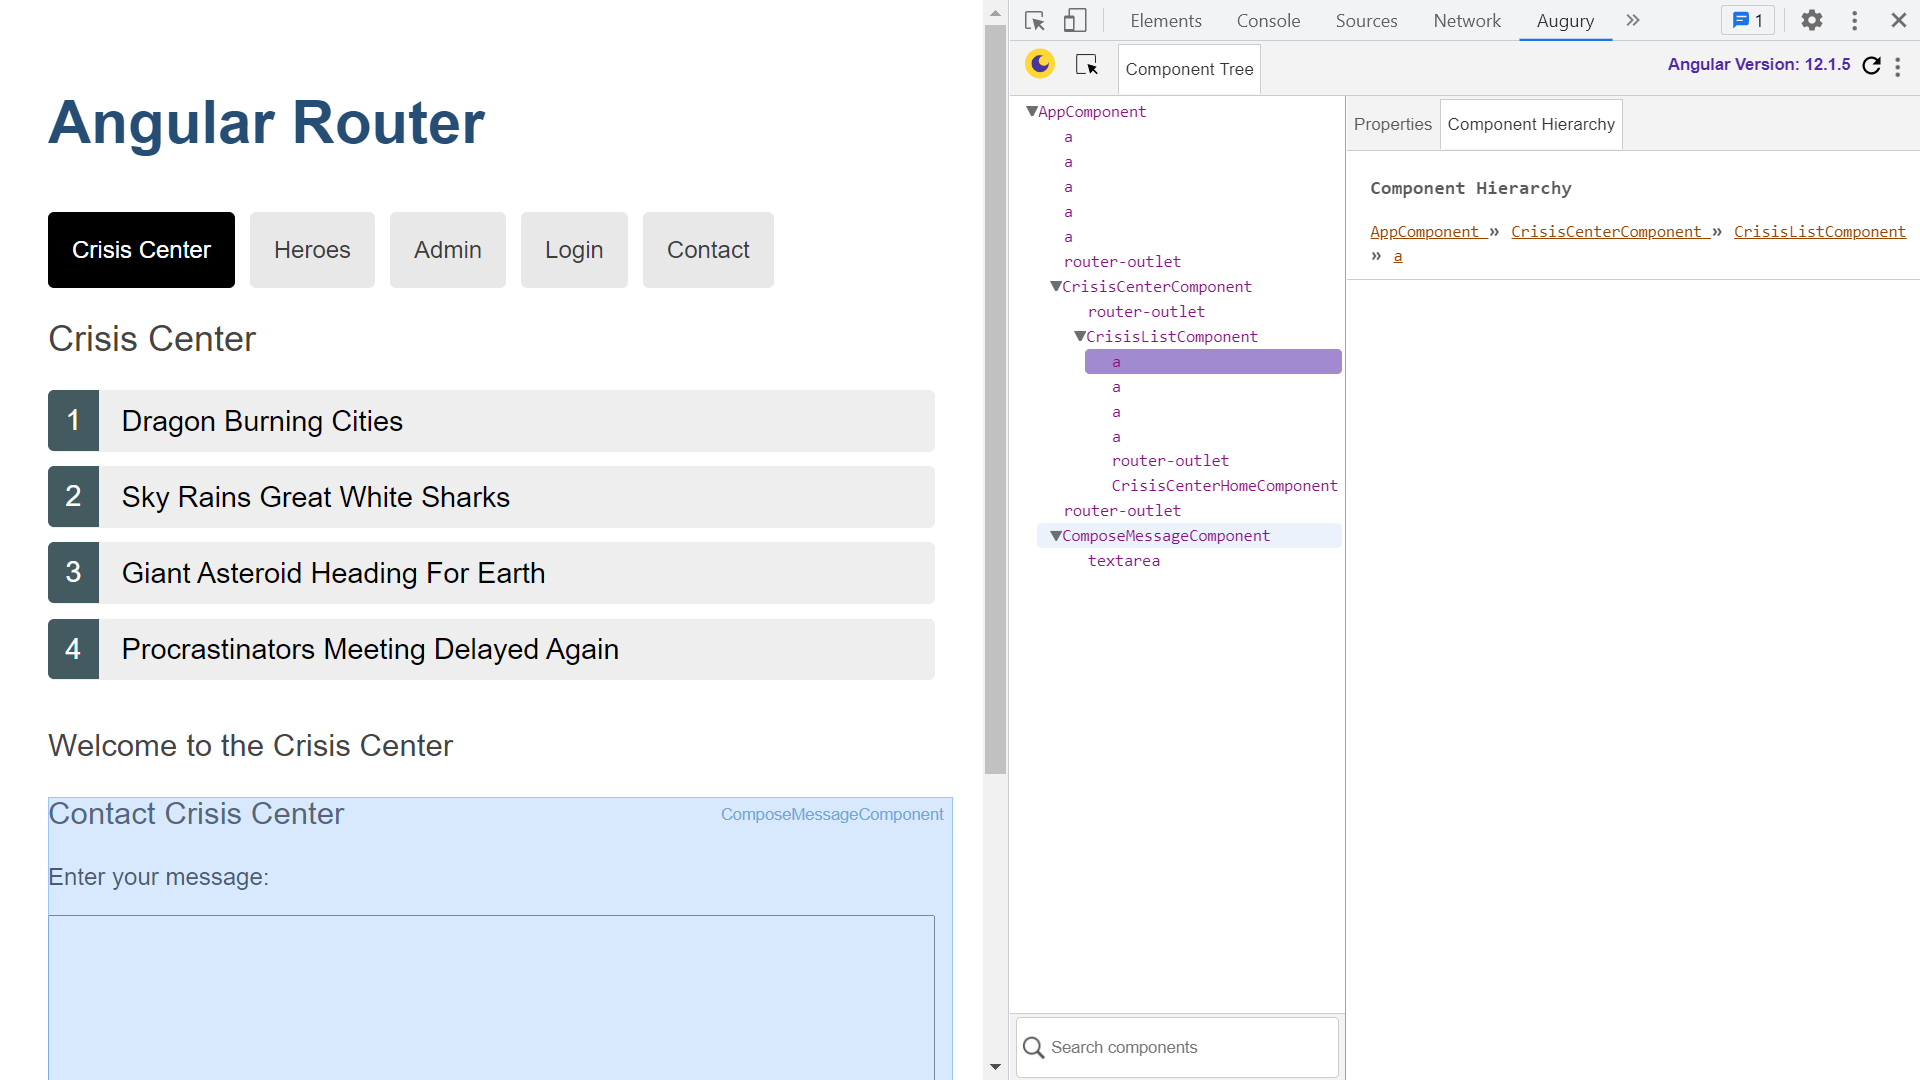 Angular Router
Crisis Center Heroes Admin Login Contact
Crisis Center
1 Dragon Burning Cities
2 Sky Rains Great White Sharks
3 Giant Asteroid Heading For Earth
4 Procrastinators Meeting Delayed Again
Welcome to the Crisis Center
Contact Crisis Center ComposeMessageComponent
Enter your message:
Elements Console Sources Network Augury » 1
Component Tree Angular Version: 12.1.5
AppComponent
a
a
a
a
a
router-outlet
CrisisCenterComponent
router-outlet
CrisisListComponent
a
a
a
a
router-outlet
CrisisCenterHomeComponent
router-outlet
ComposeMessageComponent
textarea
Search components
Properties Component Hierarchy
Component Hierarchy
AppComponent » CrisisCenterComponent » CrisisListComponent
» a